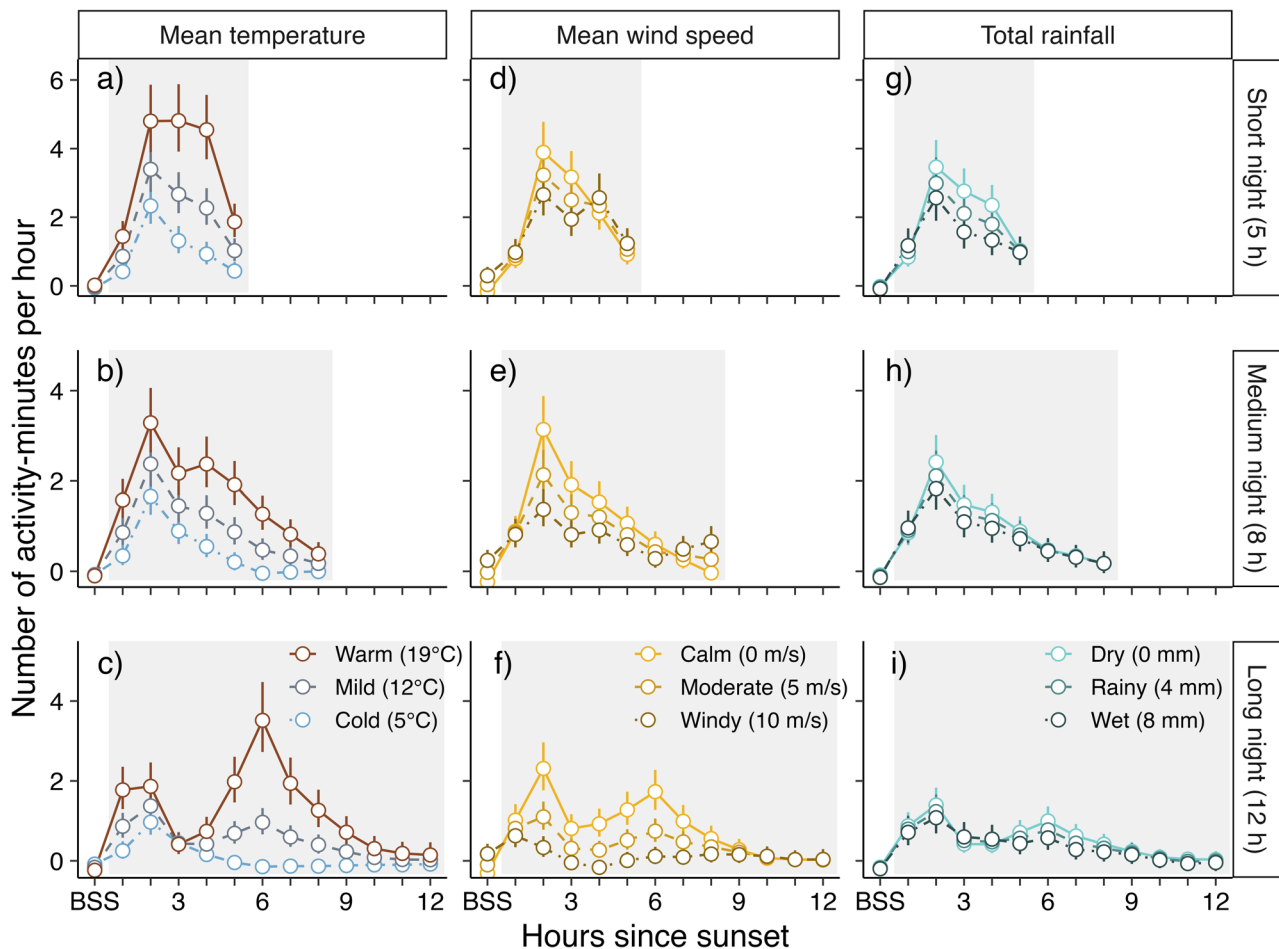 Mean temperature
Mean wind speed
Total rainfall
Number of activity-minutes per hour
a)
d)
g)
6
4
2
0
Short night (5 h)
b)
e)
h)
4
2
0
Medium night (8 h)
c)
Warm (19°C)
Mild (12°C)
Cold (5°C)
f)
Calm (0 m/s)
Moderate (5 m/s)
Windy (10 m/s)
i)
Dry (0 mm)
Rainy (4 mm)
Wet (8 mm)
4
2
0
Long night (12 h)
BSS 3 6 9 12
BSS 3 6 9 12
BSS 3 6 9 12
Hours since sunset